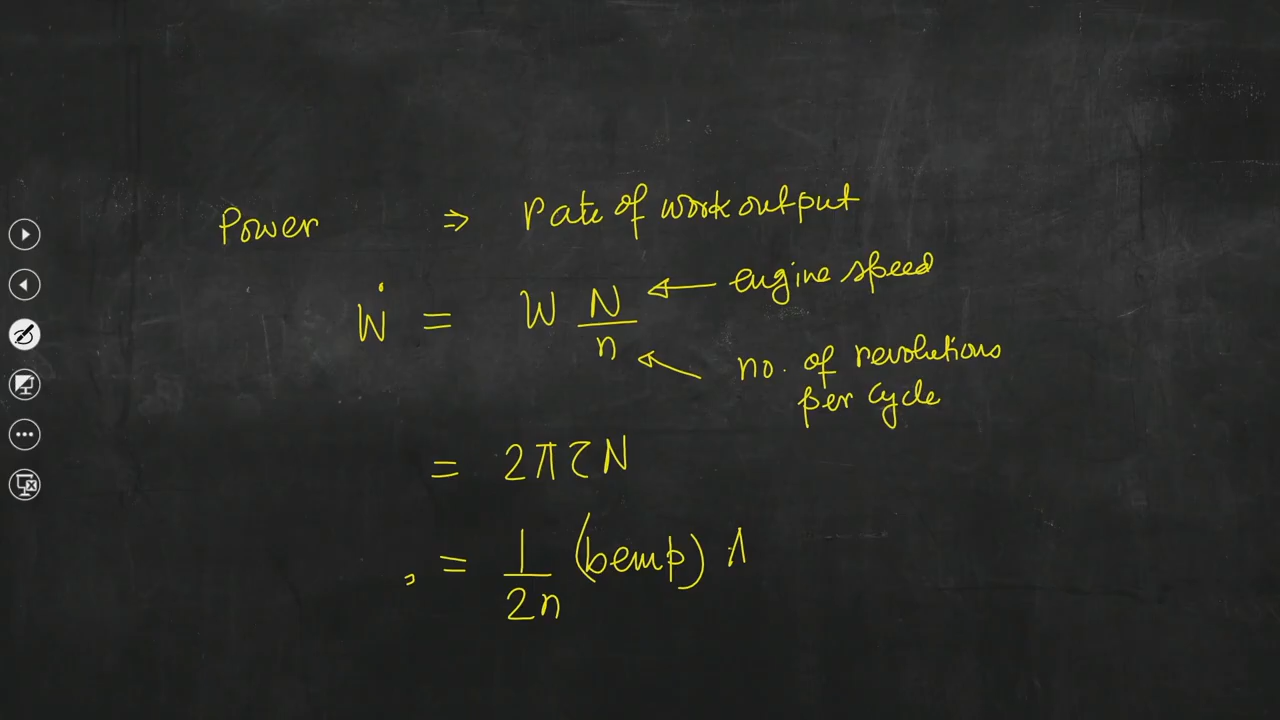 Power ⇒ rate of work output
Ẇ = W N/n ← engine speed
← no. of revolutions
per cycle
= 2πτN
= 1/2n (bemp)